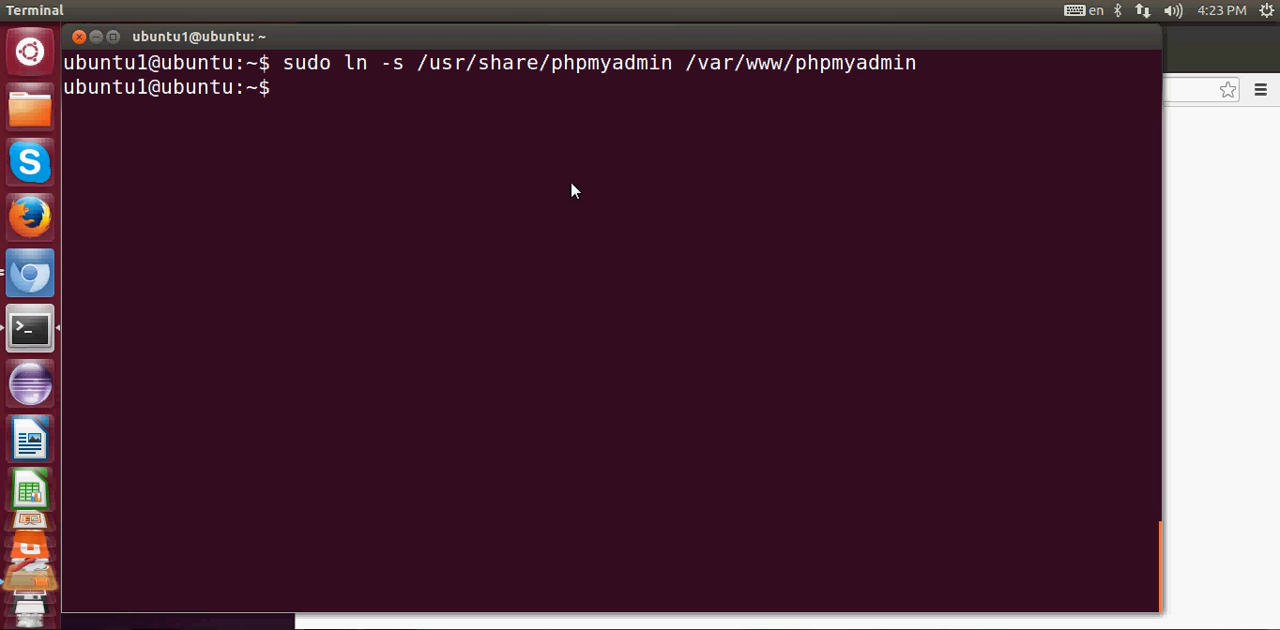 Terminal
en
4:23 PM
ubuntu1@ubuntu: ~
ubuntu1@ubuntu:~$ sudo ln -s /usr/share/phpmyadmin /var/www/phpmyadmin
ubuntu1@ubuntu:~$